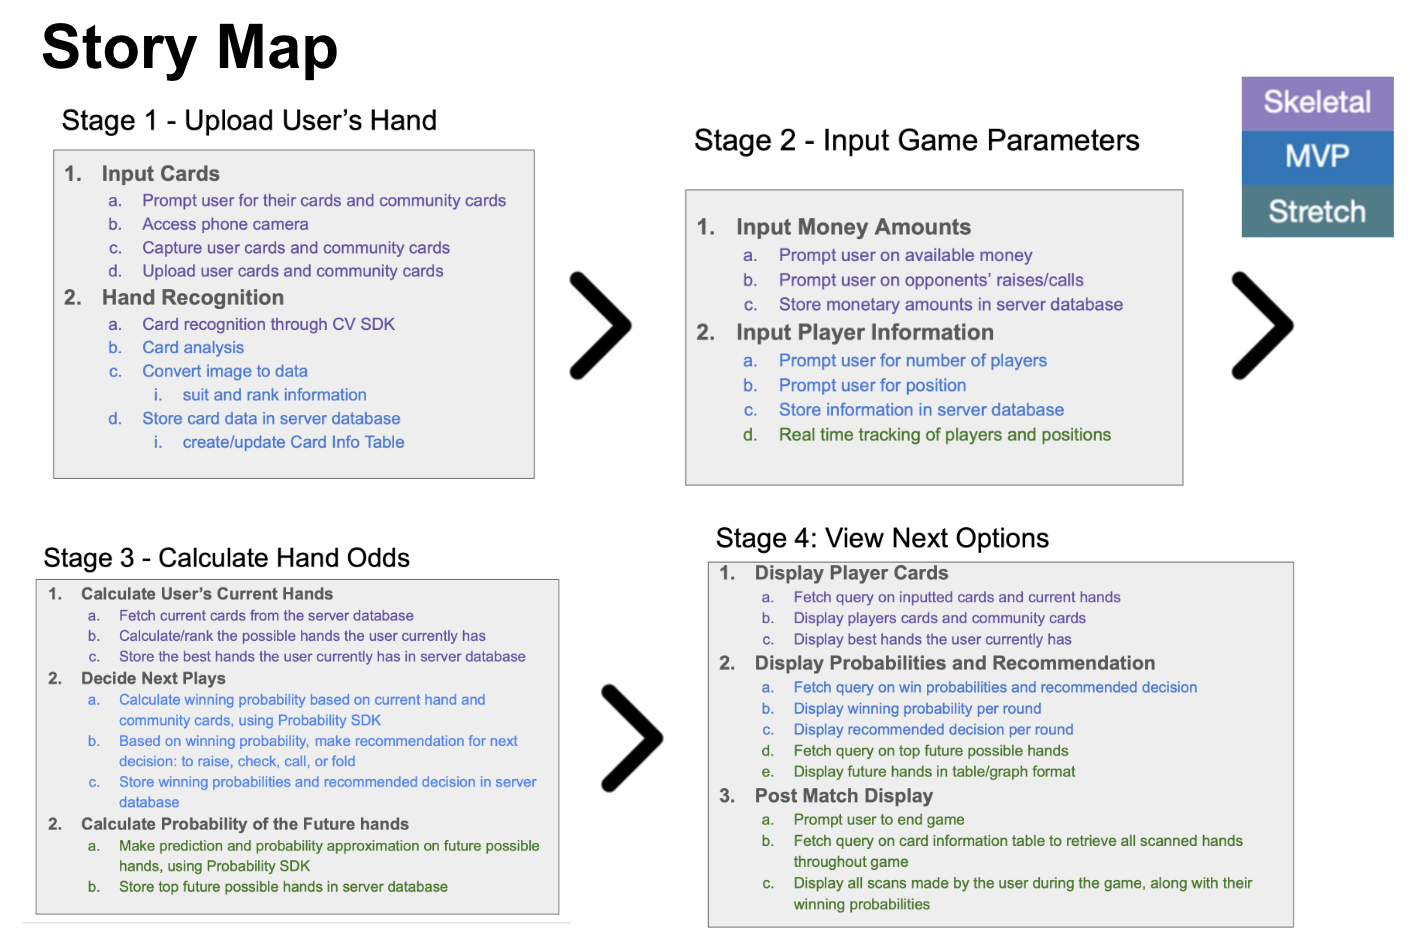 Story Map
Stage 1 - Upload User's Hand
1. Input Cards
a. Prompt user for their cards and community cards
b. Access phone camera
c. Capture user cards and community cards
d. Upload user cards and community cards
2. Hand Recognition
a. Card recognition through CV SDK
b. Card analysis
c. Convert image to data
i. suit and rank information
d. Store card data in server database
i. create/update Card Info Table
Stage 2 - Input Game Parameters
1. Input Money Amounts
a. Prompt user on available money
b. Prompt user on opponents' raises/calls
c. Store monetary amounts in server database
2. Input Player Information
a. Prompt user for number of players
b. Prompt user for position
c. Store information in server database
d. Real time tracking of players and positions
Skeletal
MVP
Stretch
Stage 3 - Calculate Hand Odds
1. Calculate User's Current Hands
a. Fetch current cards from the server database
b. Calculate/rank the possible hands the user currently has
c. Store the best hands the user currently has in server database
2. Decide Next Plays
a. Calculate winning probability based on current hand and
community cards, using Probability SDK
b. Based on winning probability, make recommendation for next
decision: to raise, check, call, or fold
c. Store winning probabilities and recommended decision in server
database
2. Calculate Probability of the Future hands
a. Make prediction and probability approximation on future possible
hands, using Probability SDK
b. Store top future possible hands in server database
Stage 4: View Next Options
1. Display Player Cards
a. Fetch query on inputted cards and current hands
b. Display players cards and community cards
c. Display best hands the user currently has
2. Display Probabilities and Recommendation
a. Fetch query on win probabilities and recommended decision
b. Display winning probability per round
c. Display recommended decision per round
d. Fetch query on top future possible hands
e. Display future hands in table/graph format
3. Post Match Display
a. Prompt user to end game
b. Fetch query on card information table to retrieve all scanned hands
throughout game
c. Display all scans made by the user during the game, along with their
winning probabilities